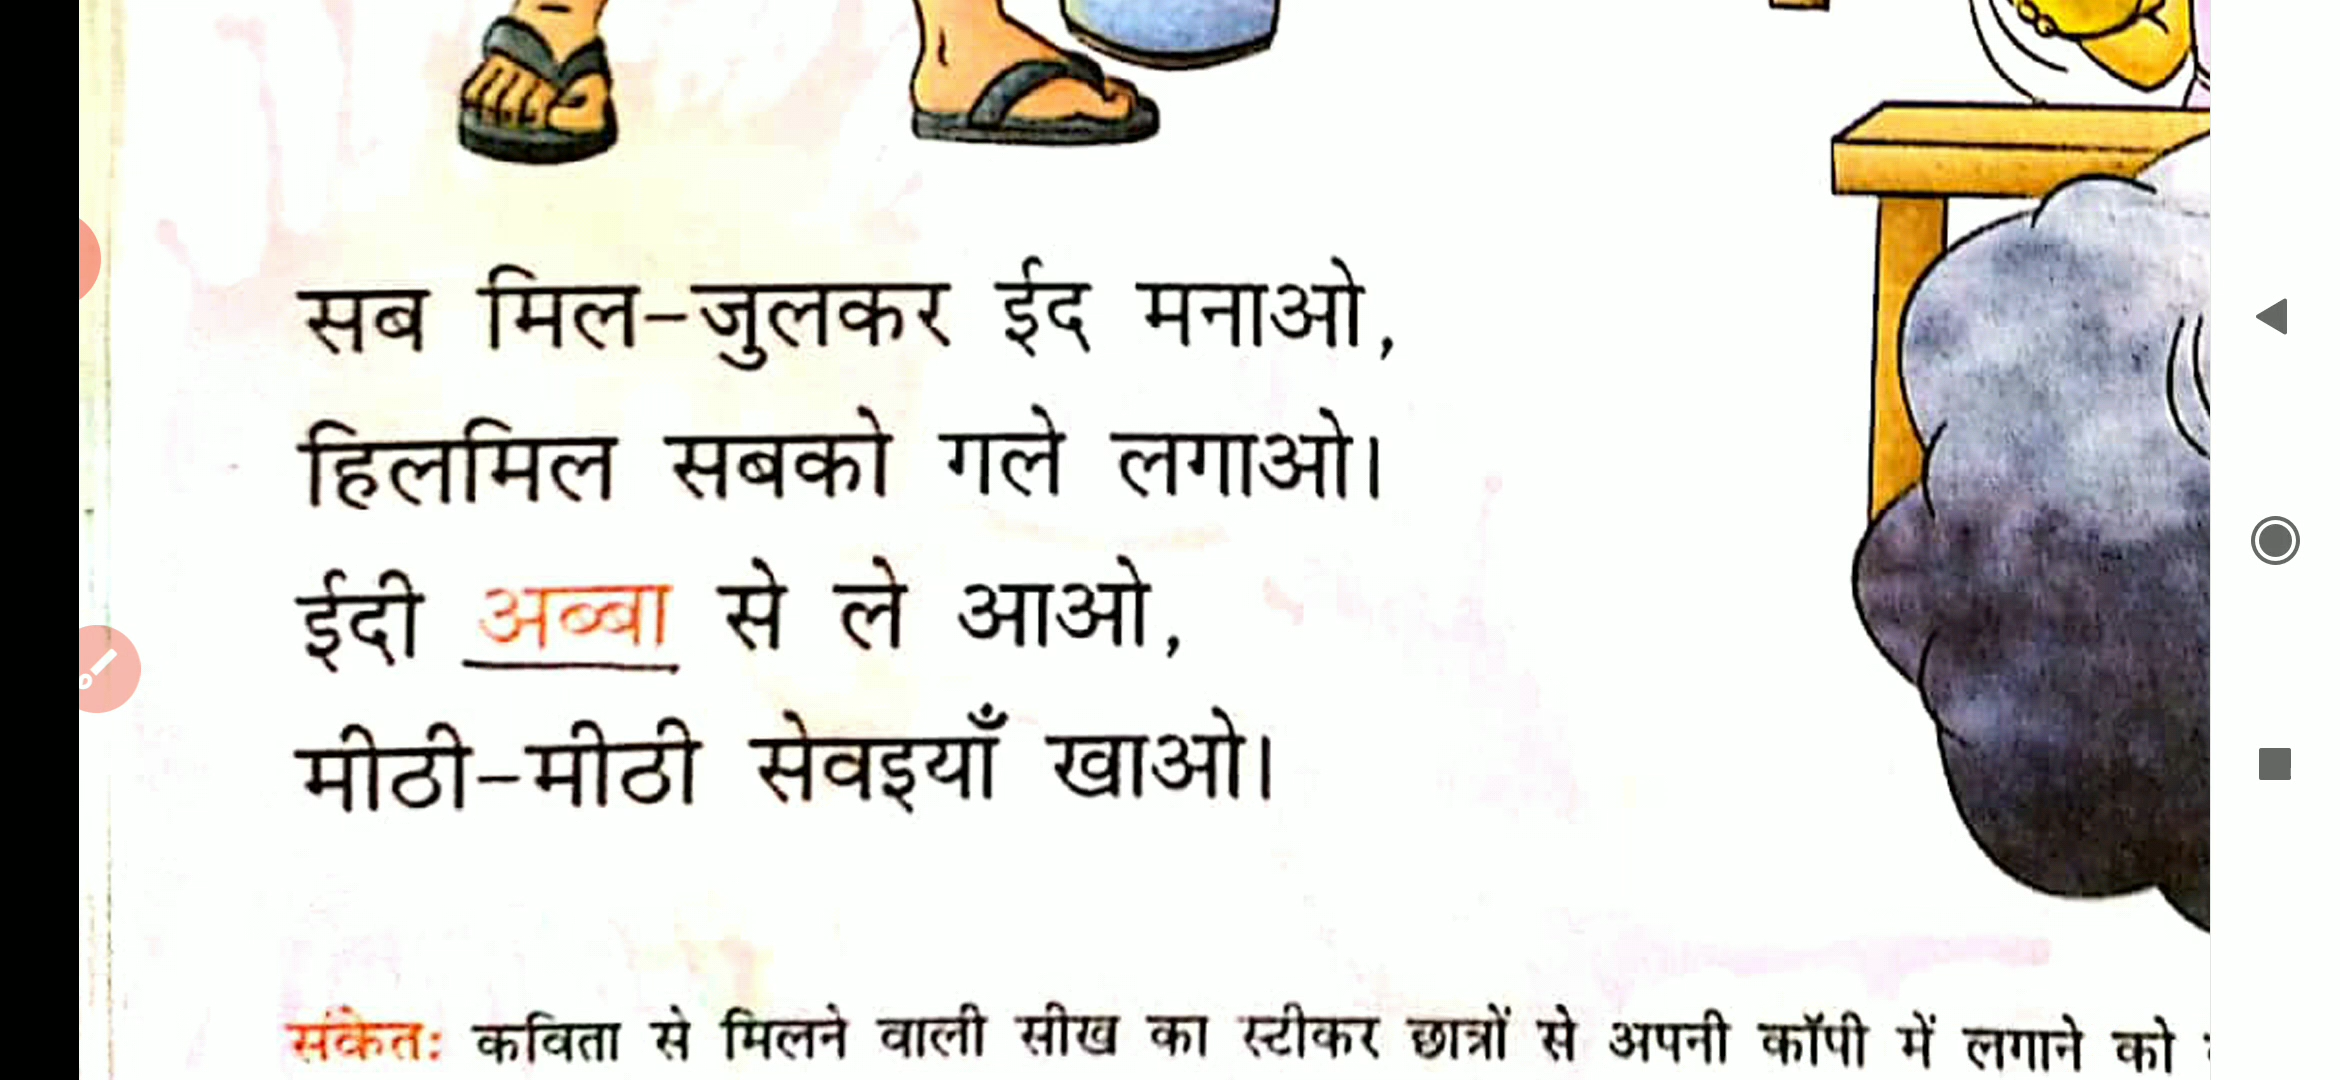 सब मिल-जुलकर ईद मनाओ,
हिलमिल सबको गले लगाओ।
ईदी अब्बा से ले आओ,
मीठी-मीठी सेवइयाँ खाओ।
संकेत: कविता से मिलने वाली सीख का स्टीकर छात्रों से अपनी कॉपी में लगाने को